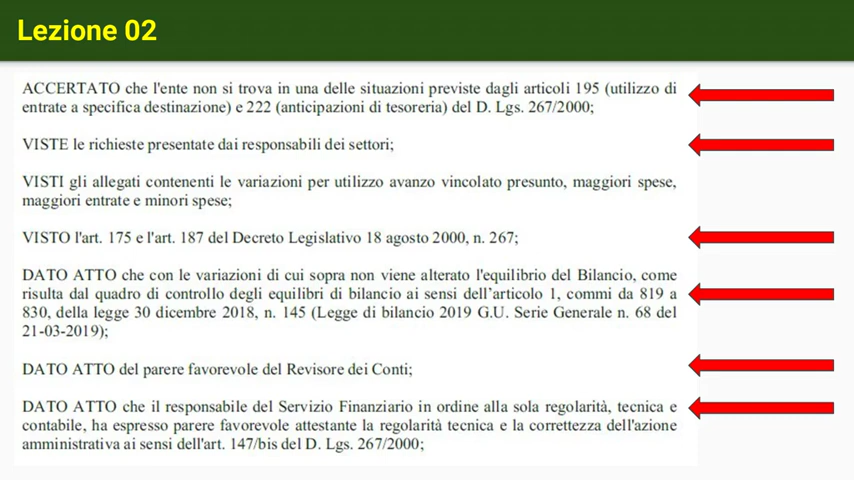 Lezione 02
ACCERTATO che l'ente non si trova in una delle situazioni previste dagli articoli 195 (utilizzo di
entrate a specifica destinazione) e 222 (anticipazioni di tesoreria) del D. Lgs. 267/2000;
VISTE le richieste presentate dai responsabili dei settori;
VISTI gli allegati contenenti le variazioni per utilizzo avanzo vincolato presunto, maggiori spese,
maggiori entrate e minori spese;
VISTO l'art. 175 e l'art. 187 del Decreto Legislativo 18 agosto 2000, n. 267;
DATO ATTO che con le variazioni di cui sopra non viene alterato l'equilibrio del Bilancio, come
risulta dal quadro di controllo degli equilibri di bilancio ai sensi dell'articolo 1, commi da 819 a
830, della legge 30 dicembre 2018, n. 145 (Legge di bilancio 2019 G.U. Serie Generale n. 68 del
21-03-2019);
DATO ATTO del parere favorevole del Revisore dei Conti;
DATO ATTO che il responsabile del Servizio Finanziario in ordine alla sola regolarità, tecnica e
contabile, ha espresso parere favorevole attestante la regolarità tecnica e la correttezza dell'azione
amministrativa ai sensi dell'art. 147/bis del D. Lgs. 267/2000;